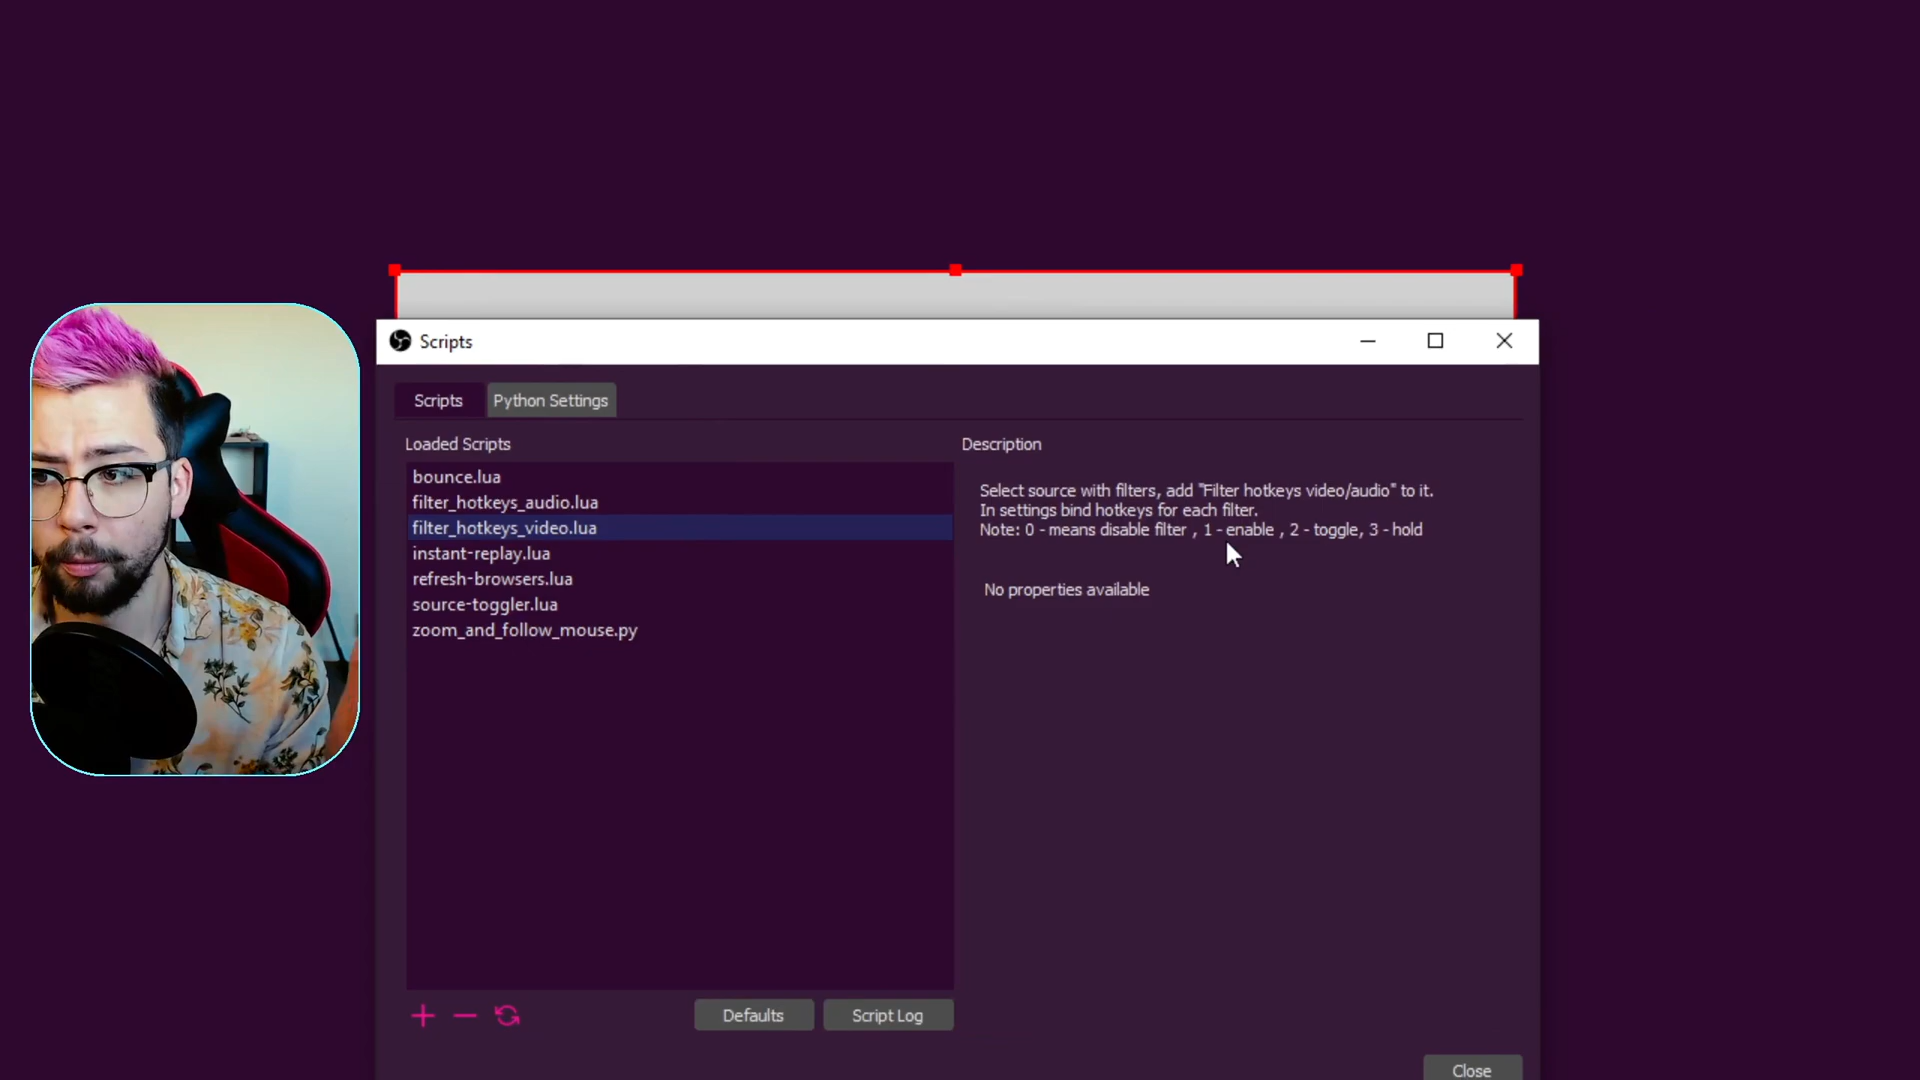 Scripts
Scripts
Python Settings
Loaded Scripts
Description
bounce.lua
filter_hotkeys_audio.lua
filter_hotkeys_video.lua
instant-replay.lua
refresh-browsers.lua
source-toggler.lua
zoom_and_follow_mouse.py
Select source with filters, add "Filter hotkeys video/audio" to it.
In settings bind hotkeys for each filter.
Note: 0 - means disable filter , 1 - enable , 2 - toggle, 3 - hold
No properties available
Defaults
Script Log
Close